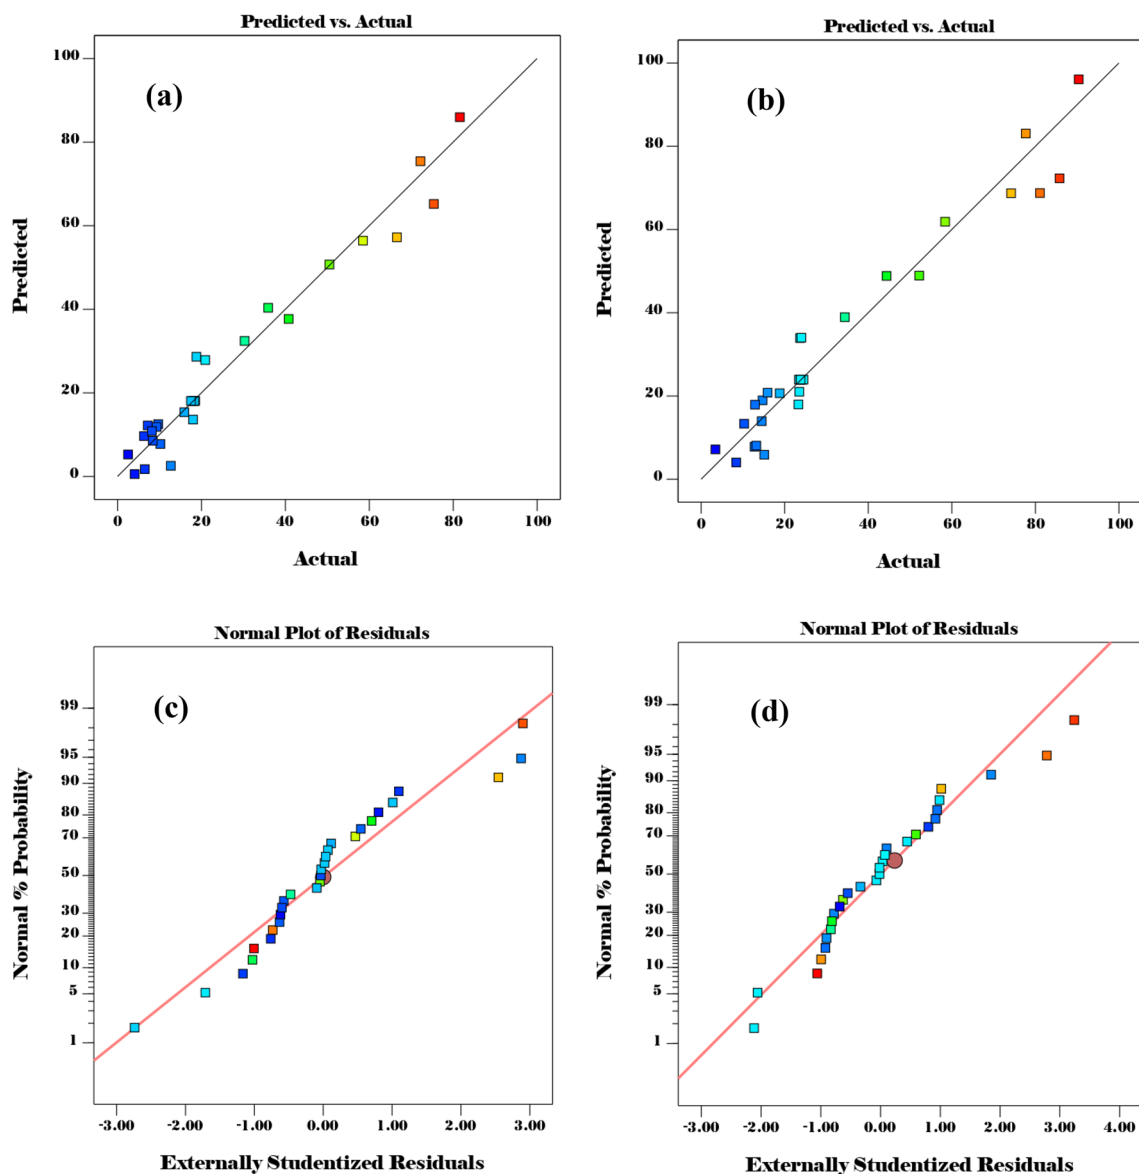 Predicted vs. Actual
(a)
Predicted
100
80
60
40
20
0
0 20 40 60 80 100
Actual
Predicted vs. Actual
(b)
Predicted
100
80
60
40
20
0
0 20 40 60 80 100
Actual
Normal Plot of Residuals
(c)
Normal % Probability
99
95
90
80
70
50
30
20
10
5
1
-3.00 -2.00 -1.00 0.00 1.00 2.00 3.00
Externally Studentized Residuals
Normal Plot of Residuals
(d)
Normal % Probability
99
95
90
80
70
50
30
20
10
5
1
-3.00 -2.00 -1.00 0.00 1.00 2.00 3.00 4.00
Externally Studentized Residuals